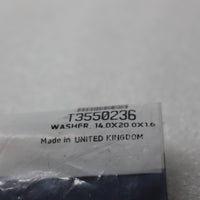 T3550236
WASHER, 14.0X20.0X1.6
Made in UNITED KINGDOM